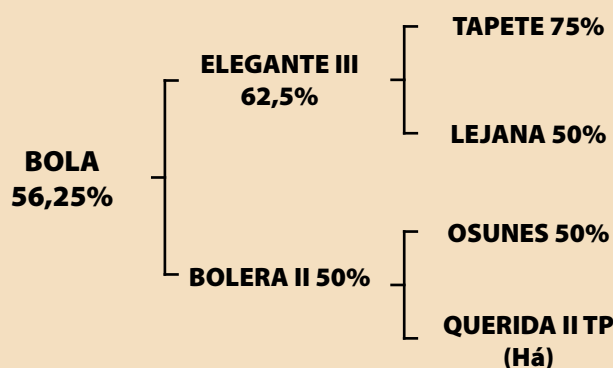 TAPETE 75%
ELEGANTE III
62,5%
LEJANA 50%
BOLA
56,25%
OSUNES 50%
BOLERA II 50%
QUERIDA II TP
(Há)